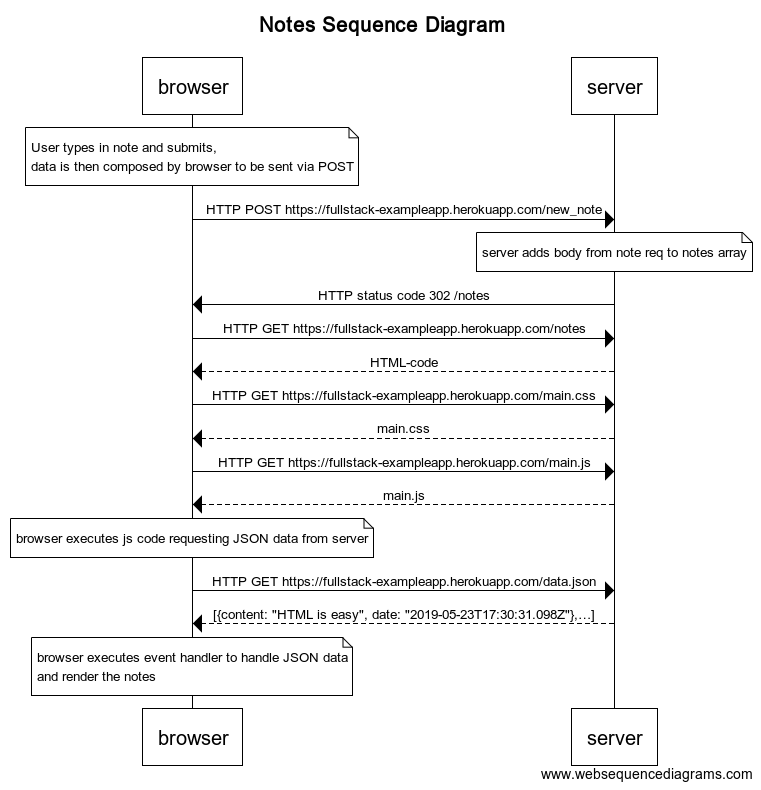 Notes Sequence Diagram
browser
server
User types in note and submits,
data is then composed by browser to be sent via POST
HTTP POST https://fullstack-exampleapp.herokuapp.com/new_note
server adds body from note req to notes array
HTTP status code 302 /notes
HTTP GET https://fullstack-exampleapp.herokuapp.com/notes
HTML-code
HTTP GET https://fullstack-exampleapp.herokuapp.com/main.css
main.css
HTTP GET https://fullstack-exampleapp.herokuapp.com/main.js
main.js
browser executes js code requesting JSON data from server
HTTP GET https://fullstack-exampleapp.herokuapp.com/data.json
[{content: "HTML is easy", date: "2019-05-23T17:30:31.098Z"},…]
browser executes event handler to handle JSON data
and render the notes
browser
server
www.websequencediagrams.com